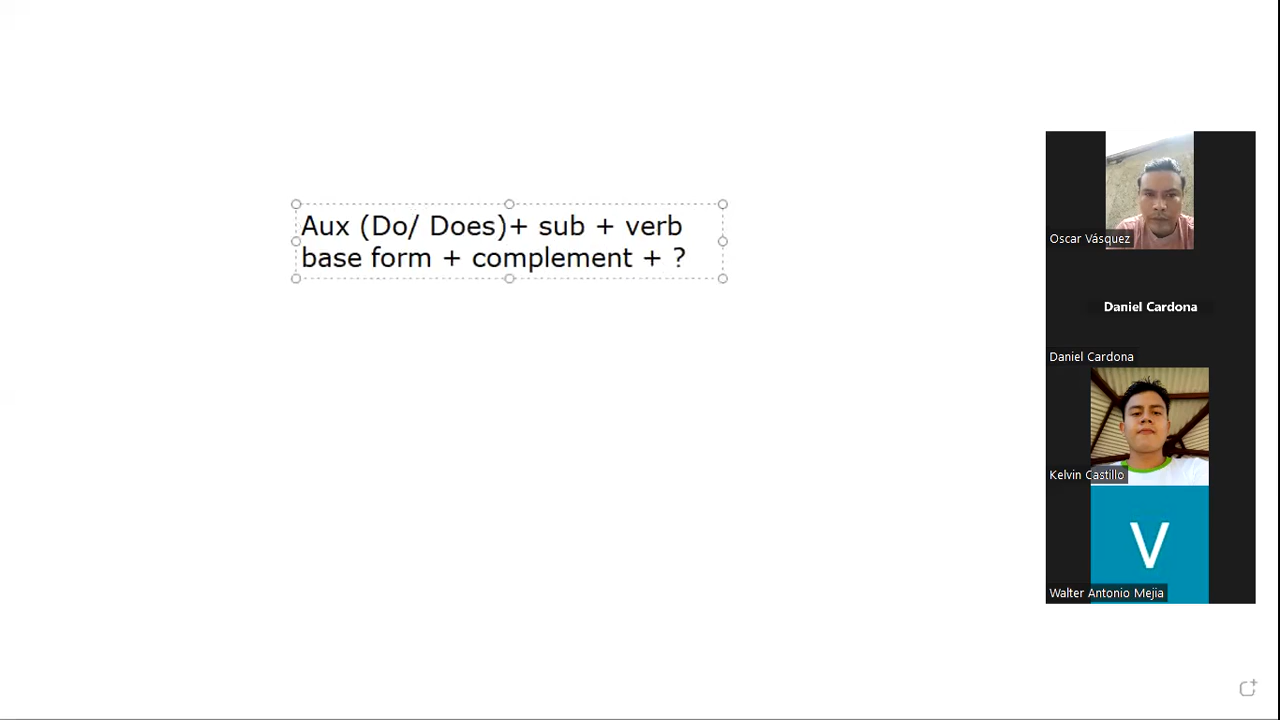 Aux (Do/ Does)+ sub + verb
base form + complement + ?
Oscar Vásquez
Daniel Cardona
Daniel Cardona
Kelvin Castillo
V
Walter Antonio Mejia